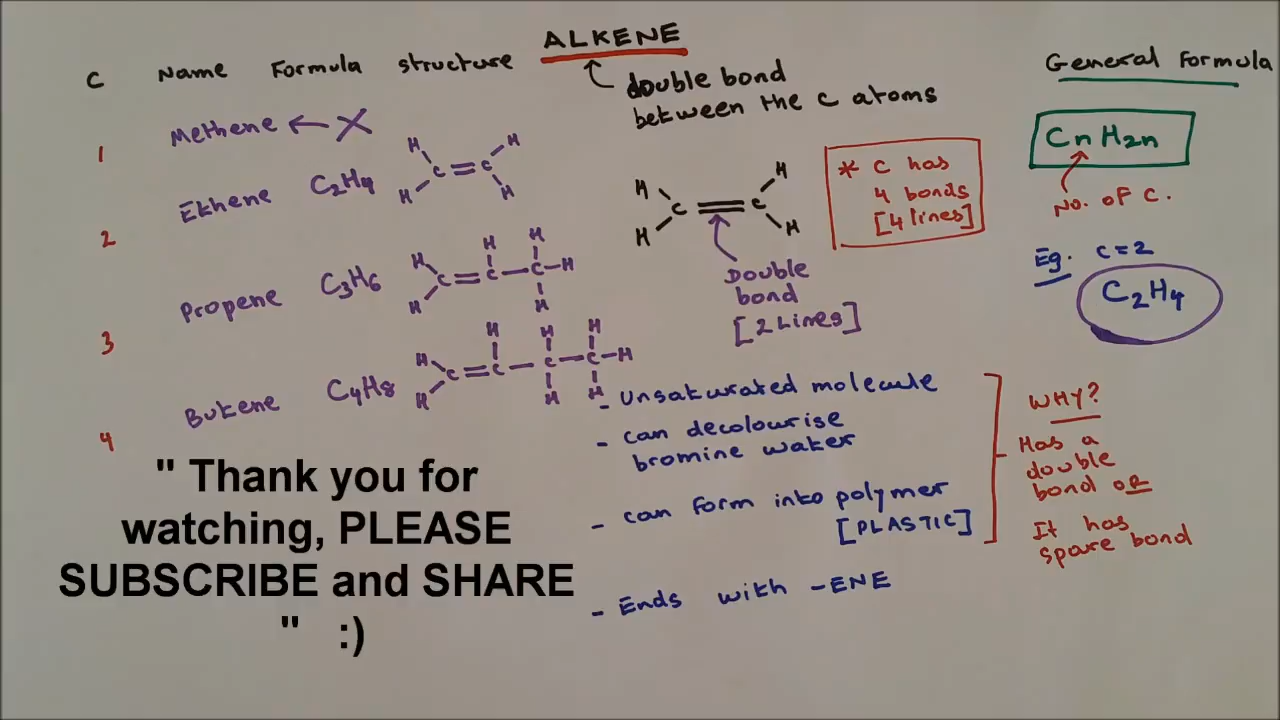 ALKENE
C Name Formula structure
double bond
between the c atoms
General Formula
1 Methene ← X
CnH2n
No. of C.
2 Ethene C2H4
H H
C = C
H H
H H
C = C
H H
Double
bond
[2 Lines]
* C has
4 bonds
[4 lines]
Eg. C=2
C2H4
3 Propene C3H6
H H H
C = C - C - H
H H
4 Butene C4H8
H H H H
C = C - C - C - H
H H H
- Unsaturated molecule
- can decolourise
bromine water
- can form into polymer
[PLASTIC]
- Ends with -ENE
WHY?
Has a
double
bond OR
It has
spare bond
" Thank you for
watching, PLEASE
SUBSCRIBE and SHARE
" :)